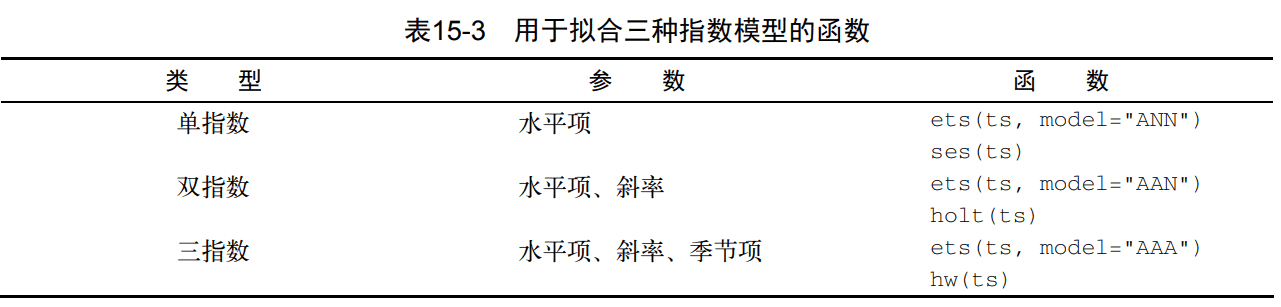 表15-3 用于拟合三种指数模型的函数
类 型 参 数 函 数
单指数 水平项 ets(ts, model="ANN")
ses(ts)
双指数 水平项、斜率 ets(ts, model="AAN")
holt(ts)
三指数 水平项、斜率、季节项 ets(ts, model="AAA")
hw(ts)